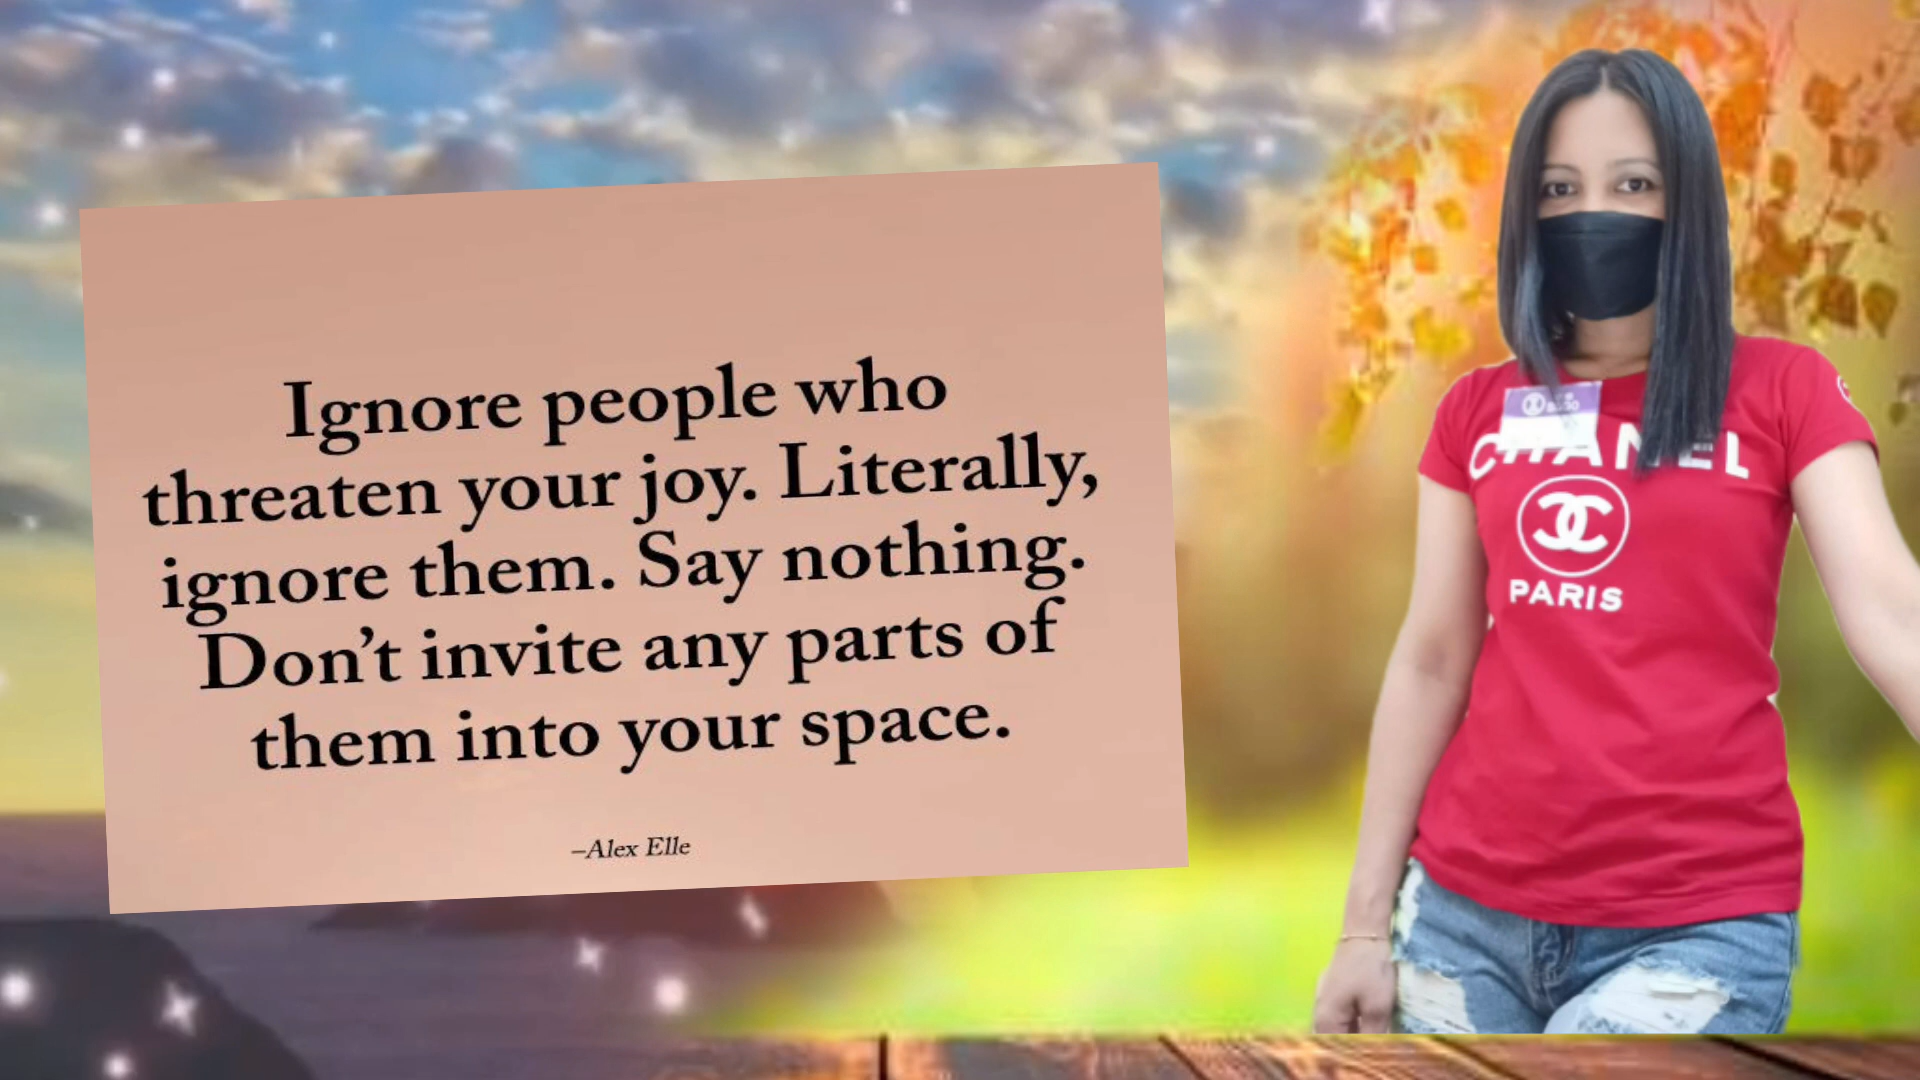 Ignore people who
threaten your joy. Literally,
ignore them. Say nothing.
Don’t invite any parts of
them into your space.
–Alex Elle
CHANEL
PARIS